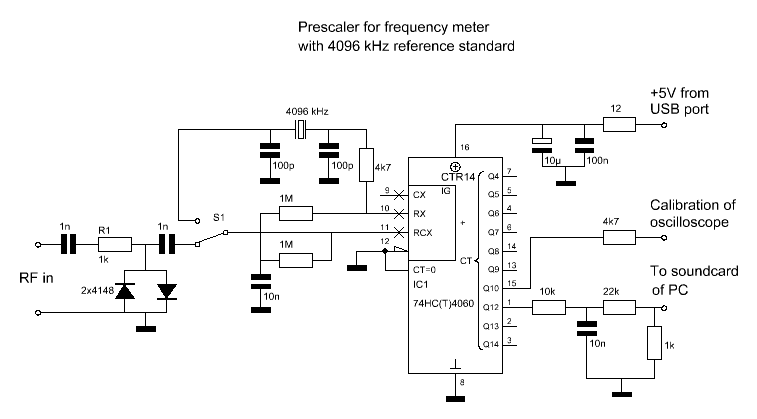 Prescaler for frequency meter
with 4096 kHz reference standard
+5V from
USB port
12
4096 kHz
16
10µ
100n
100p
100p
4k7
CTR14
IG
Q4 7
9 CX
Q5 5
1M
10 RX
Q6 4
+
Calibration of
oscilloscope
S1
11 RCX
Q7 6
4k7
1n
R1
1n
1M
12
Q8 14
1k
CT
CT=0
Q9 13
To soundcard
of PC
RF in
2x4148
10n
IC1
Q10 15
10k
22k
74HC(T)4060
Q12 1
Q13 2
10n
1k
Q14 3
8